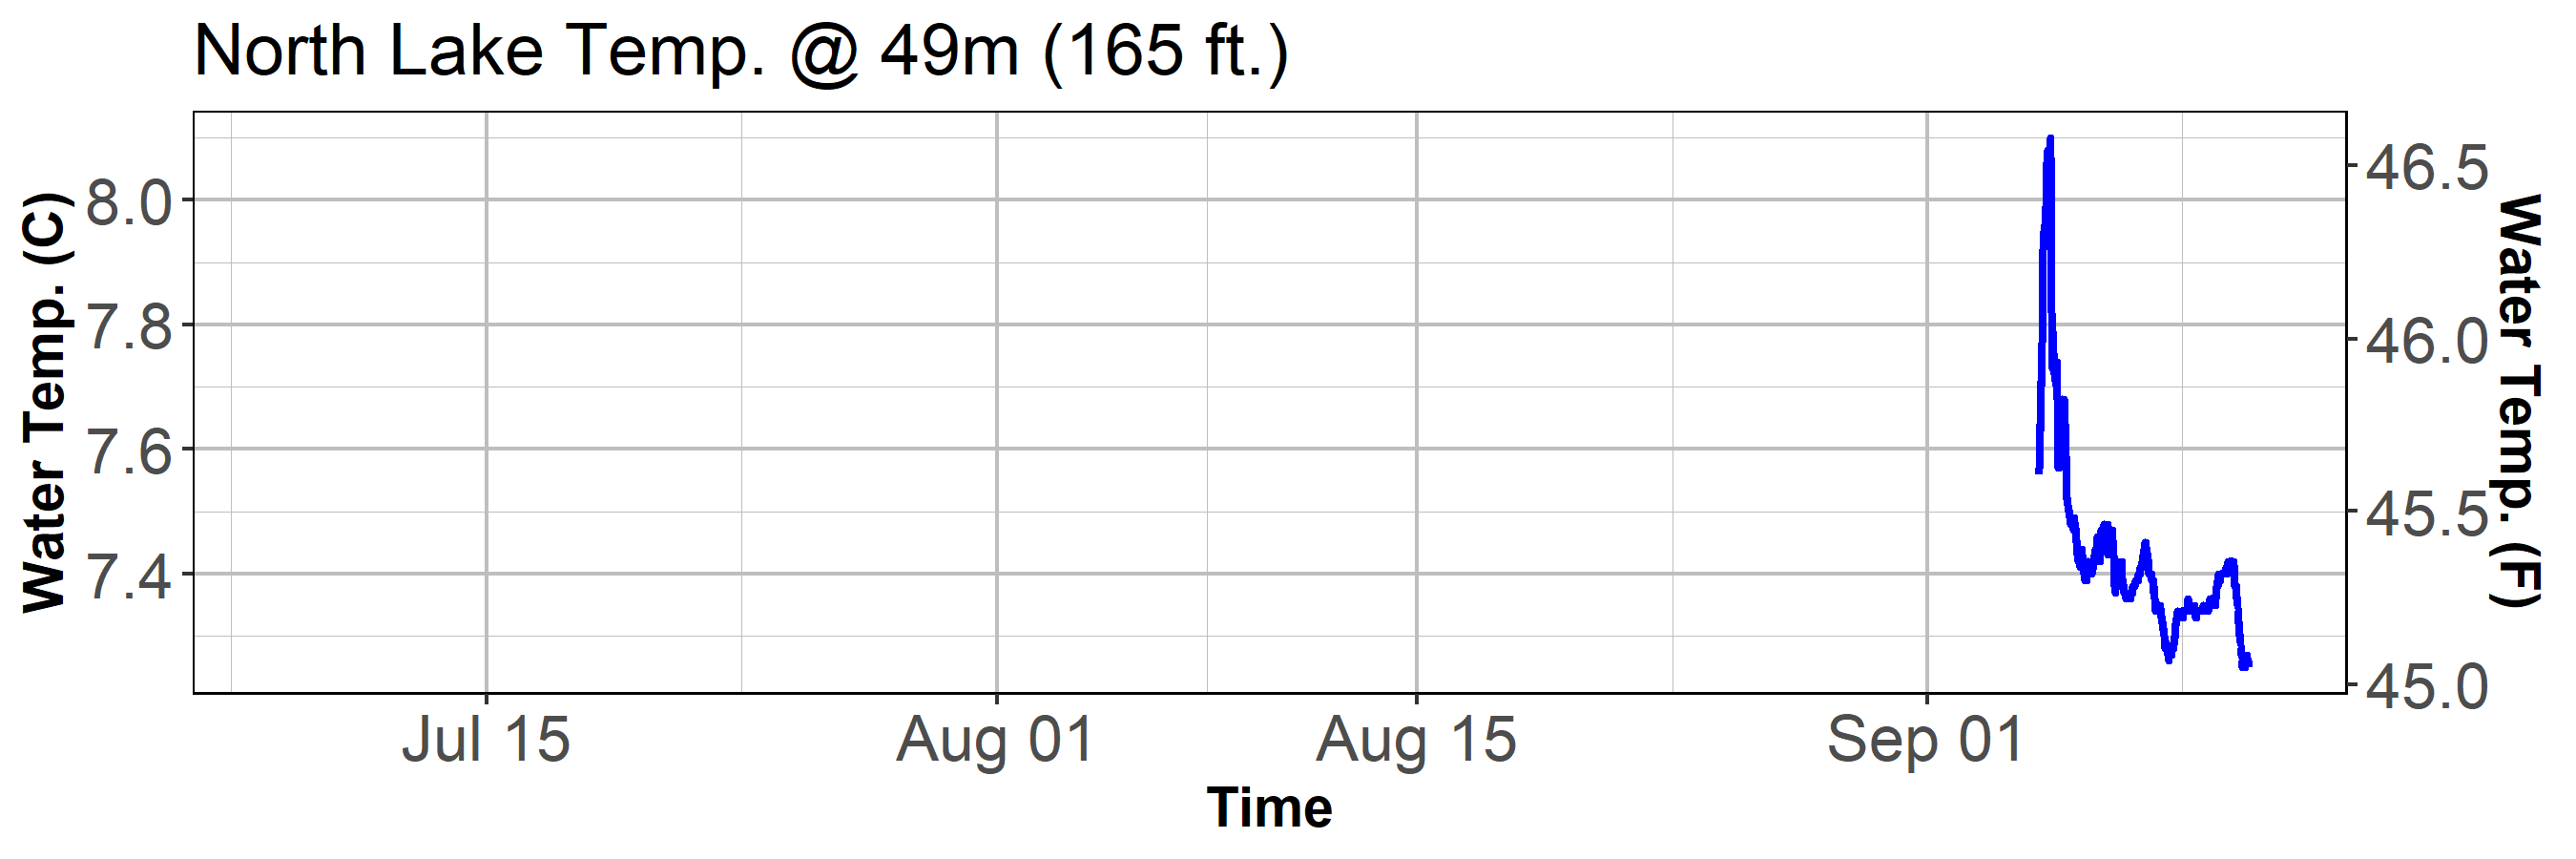 North Lake Temp. @ 49m (165 ft.)
Water Temp. (C)
8.0
7.8
7.6
7.4
46.5
46.0
45.5
45.0
Water Temp. (F)
Jul 15 Aug 01 Aug 15 Sep 01
Time